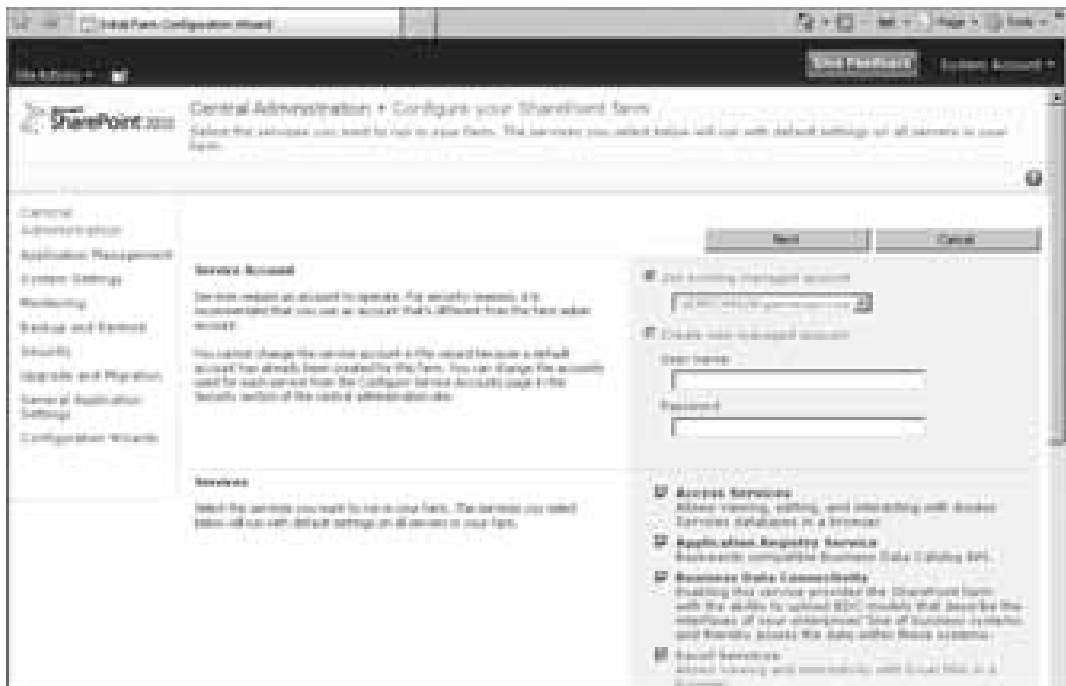 Initial Farm Configuration Wizard
Page
Tools
Site Actions
Give Feedback
System Account
SharePoint 2010
Central Administration
Configure your SharePoint farm
Select the services you want to run in your farm. The services you select below will run with default settings on all servers in your
farm.
Central
Administration
Application Management
System Settings
Monitoring
Backup and Restore
Security
Upgrade and Migration
General Application
Settings
Configuration Wizards
Next
Cancel
Service Account
Services require an account to operate. For security reasons, it is
recommended that you use an account that's different from the farm admin
account.
You cannot change the service account in this wizard because a default
account has already been created for this farm. You can change the accounts
used for each service from the Configure Service Accounts page in the
Security section of the central administration site.
Use existing managed account
Create new managed account
User name
Password
Services
Select the services you want to run in your farm. The services you select
below will run with default settings on all servers in your farm.
Access Services
Allows viewing, editing, and interacting with Access
Services databases in a browser.
Application Registry Service
Backwards compatible Business Data Catalog API.
Business Data Connectivity
Enabling this service provides the SharePoint farm
with the ability to upload BDC models that describe the
interfaces of your enterprises' line of business systems
and thereby access the data within these systems.
Excel Services
Allows viewing and interactivity with Excel files in a
browser.